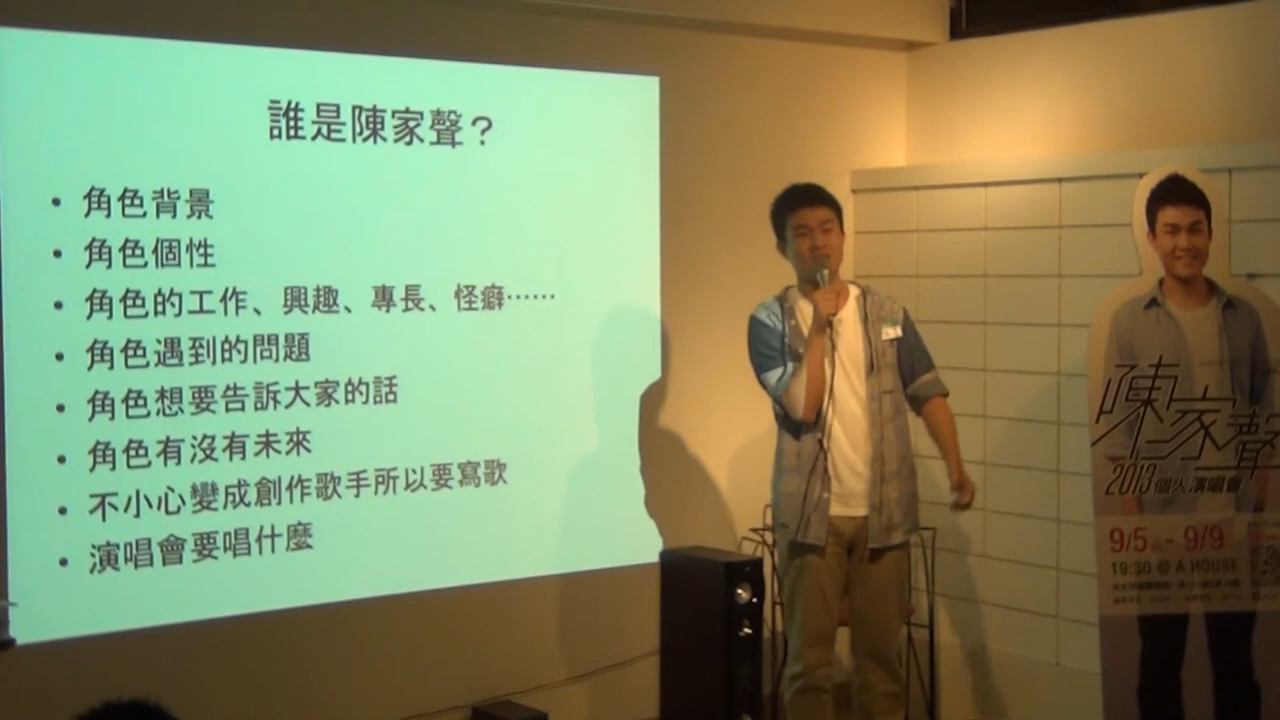 誰是陳家聲？
• 角色背景
• 角色個性
• 角色的工作、興趣、專長、怪癖……
• 角色遇到的問題
• 角色想要告訴大家的話
• 角色有沒有未來
• 不小心變成創作歌手所以要寫歌
• 演唱會要唱什麼
陳家聲
2013個人演唱會
9/5 - 9/9
19:30 @ A HOUSE